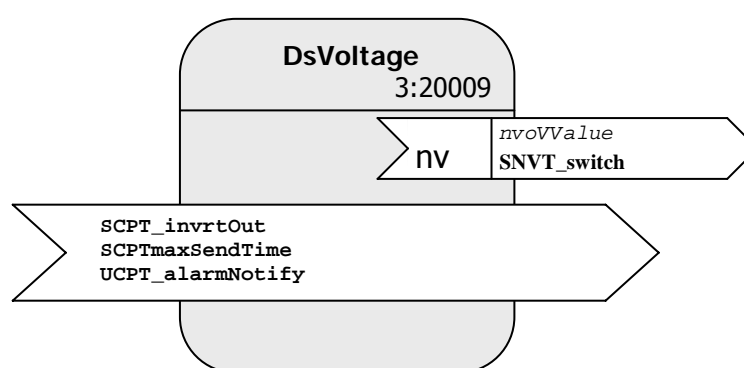 DsVoltage
3:20009
nv
nvoVValue
SNVT_switch
SCPT_invrtOut
SCPTmaxSendTime
UCPT_alarmNotify